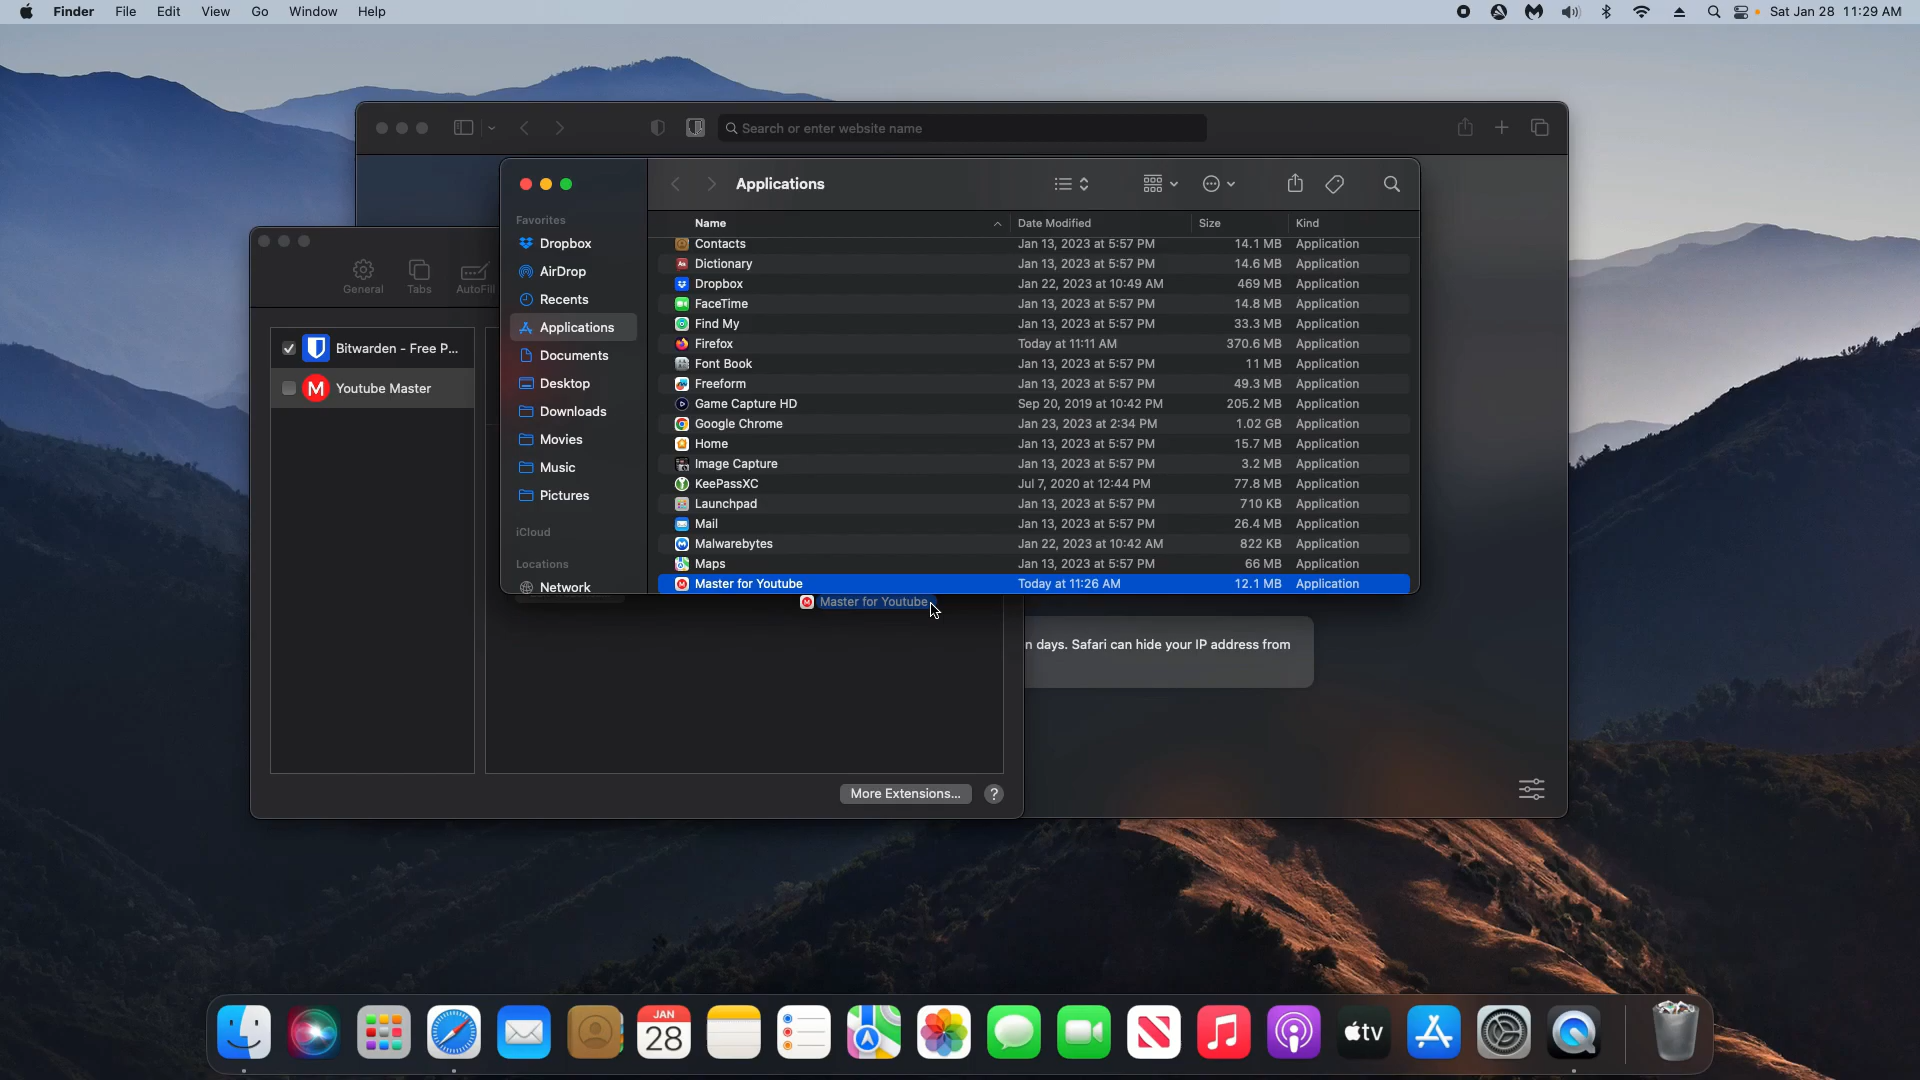 Finder File Edit View Go Window Help
Sat Jan 28 11:29 AM
Search or enter website name
Applications
Favorites
Dropbox
AirDrop
Recents
Applications
Documents
Desktop
Downloads
Movies
Music
Pictures
iCloud
Locations
Network
Name Date Modified Size Kind
Contacts Jan 13, 2023 at 5:57 PM 14.1 MB Application
Dictionary Jan 13, 2023 at 5:57 PM 14.6 MB Application
Dropbox Jan 22, 2023 at 10:49 AM 469 MB Application
FaceTime Jan 13, 2023 at 5:57 PM 14.8 MB Application
Find My Jan 13, 2023 at 5:57 PM 33.3 MB Application
Firefox Today at 11:11 AM 370.6 MB Application
Font Book Jan 13, 2023 at 5:57 PM 11 MB Application
Freeform Jan 13, 2023 at 5:57 PM 49.3 MB Application
Game Capture HD Sep 20, 2019 at 10:42 PM 205.2 MB Application
Google Chrome Jan 23, 2023 at 2:34 PM 1.02 GB Application
Home Jan 13, 2023 at 5:57 PM 15.7 MB Application
Image Capture Jan 13, 2023 at 5:57 PM 3.2 MB Application
KeePassXC Jul 7, 2020 at 12:44 PM 77.8 MB Application
Launchpad Jan 13, 2023 at 5:57 PM 710 KB Application
Mail Jan 13, 2023 at 5:57 PM 26.4 MB Application
Malwarebytes Jan 22, 2023 at 10:42 AM 822 KB Application
Maps Jan 13, 2023 at 5:57 PM 66 MB Application
Master for Youtube Today at 11:26 AM 12.1 MB Application
Master for Youtube
General Tabs AutoFill
Bitwarden - Free P...
M Youtube Master
n days. Safari can hide your IP address from
More Extensions... ?
JAN
28
tv